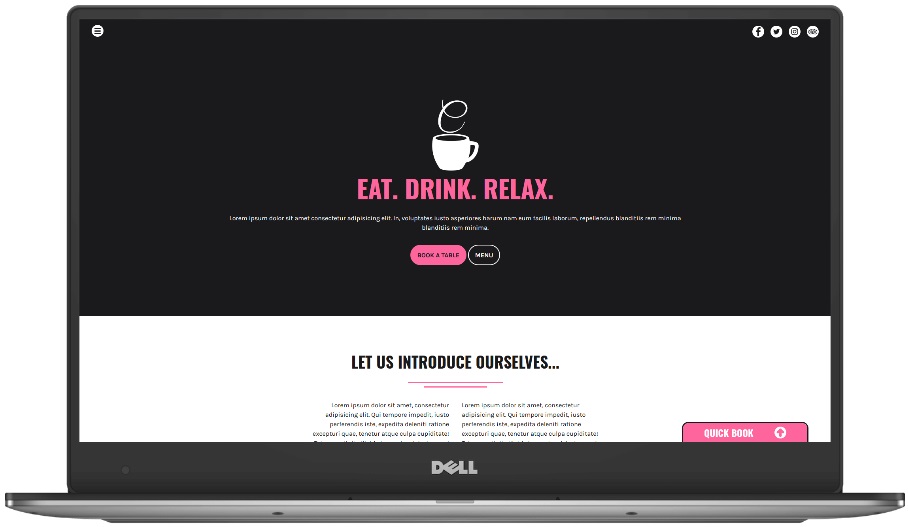 EAT. DRINK. RELAX.
Lorem ipsum dolor sit amet consectetur adipisicing elit. In, voluptates iusto asperiores harum nam eum facilis laborum, repellendus blanditiis rem minima
blanditiis rem minima.
BOOK A TABLE
MENU
LET US INTRODUCE OURSELVES...
Lorem ipsum dolor sit amet, consectetur
adipisicing elit. Qui tempore impedit, iusto
perferendis iste, expedita deleniti ratione
excepturi quae, tenetur atque culpa cupiditate!
Lorem ipsum dolor sit amet, consectetur
adipisicing elit. Qui tempore impedit, iusto
perferendis iste, expedita deleniti ratione
excepturi quae, tenetur atque culpa cupiditate!
QUICK BOOK
DELL